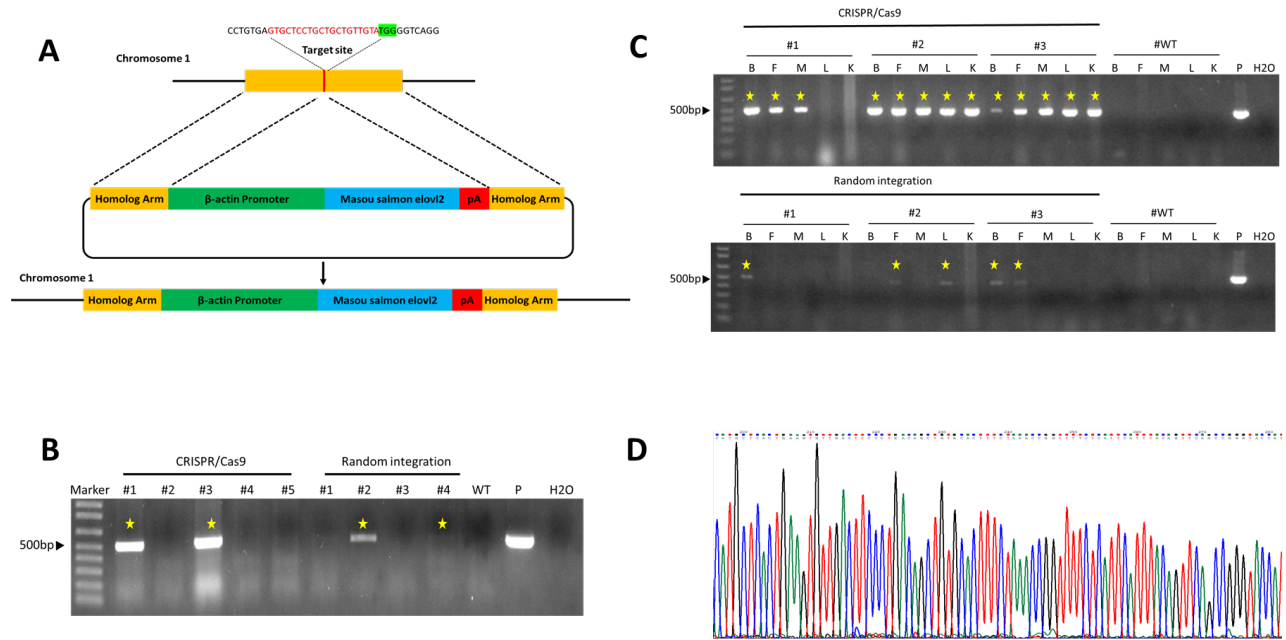 A
CCTGTGAGTGCTCCTGCTGCTGTTGTATGGGGTCAGG
Target site
Chromosome 1
Homolog Arm β-actin Promoter Masou salmon elovl2 pA Homolog Arm
Chromosome 1
Homolog Arm β-actin Promoter Masou salmon elovl2 pA Homolog Arm
B
CRISPR/Cas9 Random integration
Marker #1 #2 #3 #4 #5 #1 #2 #3 #4 WT P H2O
500bp
C
CRISPR/Cas9
#1 #2 #3 #WT
B F M L K B F M L K B F M L K B F M L K P H2O
500bp
Random integration
#1 #2 #3 #WT
B F M L K B F M L K B F M L K B F M L K P H2O
500bp
D